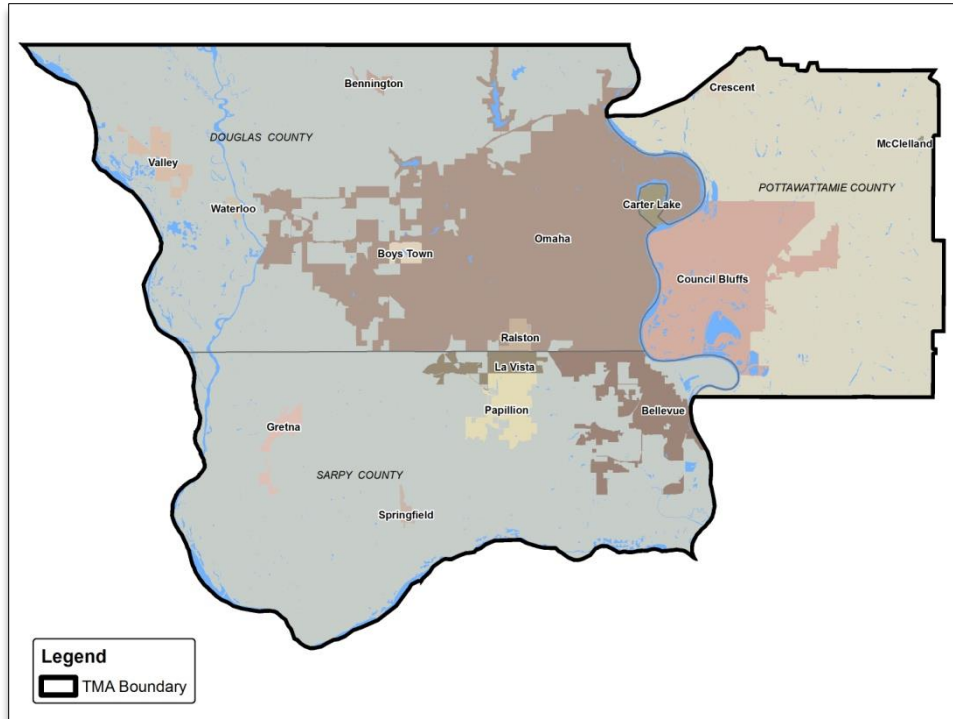 Crescent
Bennington
DOUGLAS COUNTY
McClelland
Valley
POTTAWATTAMIE COUNTY
Waterloo
Carter Lake
Omaha
Boys Town
Council Bluffs
Ralston
La Vista
Papillion
Bellevue
Gretna
SARPY COUNTY
Springfield
Legend
TMA Boundary